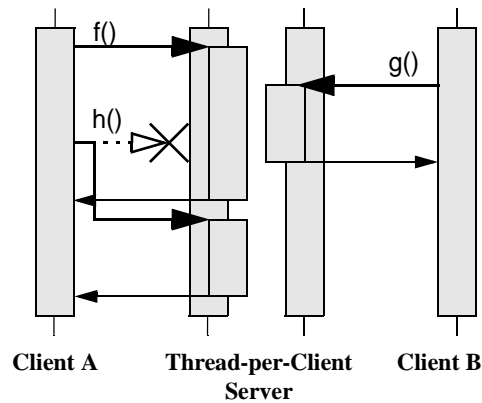 f()
g()
h()
Client A
Thread-per-Client
Server
Client B